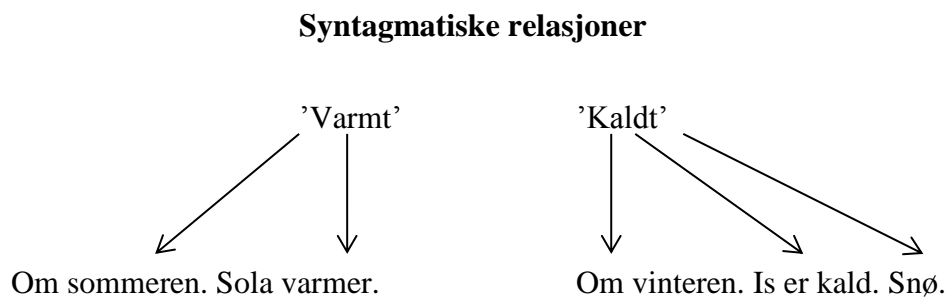 Syntagmatiske relasjoner
’Varmt’ ’Kaldt’
Om sommeren. Sola varmer. Om vinteren. Is er kald. Snø.